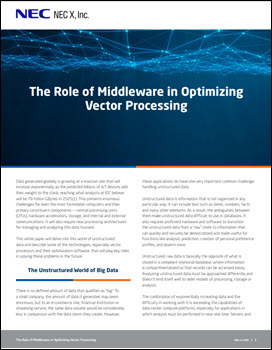 NEC NEC X, Inc.
The Role of Middleware in Optimizing
Vector Processing
Data generated globally is growing at a massive rate that will
increase exponentially as the predicted trillions of IoT devices add
their weight to the stack, reaching what analysts at IDC believe
will be 79 trillion GBytes in 2025[1]. This presents enormous
challenges for even the most formidable computers and their
primary constituent components – central processing units
(CPUs), hardware accelerators, storage, and internal and external
communications. It will also require new processing architectures
for managing and analyzing this data tsunami.
This white paper will delve into this world of unstructured
data and describe some of the technologies, especially vector
processors and their optimization software, that will play key roles
in solving these problems in the future.
The Unstructured World of Big Data
There is no defined amount of data that qualifies as "big." To
a small company, the amount of data it generates may seem
enormous, but to an e-commerce site, financial institution or
streaming service, the same data volume would be considerably
less in comparison with the data storm they create. However,
these applications do have one very important common challenge:
handling unstructured data.
Unstructured data is information that is not organized in any
particular way. It can include text such as dates, numbers, facts
and many other elements. As a result, the ambiguities between
them make unstructured data difficult to use in databases. It
also requires proficient hardware and software to transition
the unstructured data from a "raw" state to information that
can quickly and securely be democratized and made useful for
functions like analysis, prediction, creation of personal preference
profiles, and district more.
Unstructured, raw data is basically the opposite of what is
stored in a compliant relational database, where information
is compartmentalized so that results can be accessed easily.
Analyzing unstructured data must be approached differently and
doesn't lend itself well to older models of processing, storage or
analysis.
The combination of exponentially increasing data and the
difficulty in working with it is exceeding the capabilities of
data center compute platforms, especially for applications in
which analysis must be performed in near real time. Servers and
The Role of Middleware in Optimizing Vector Processing